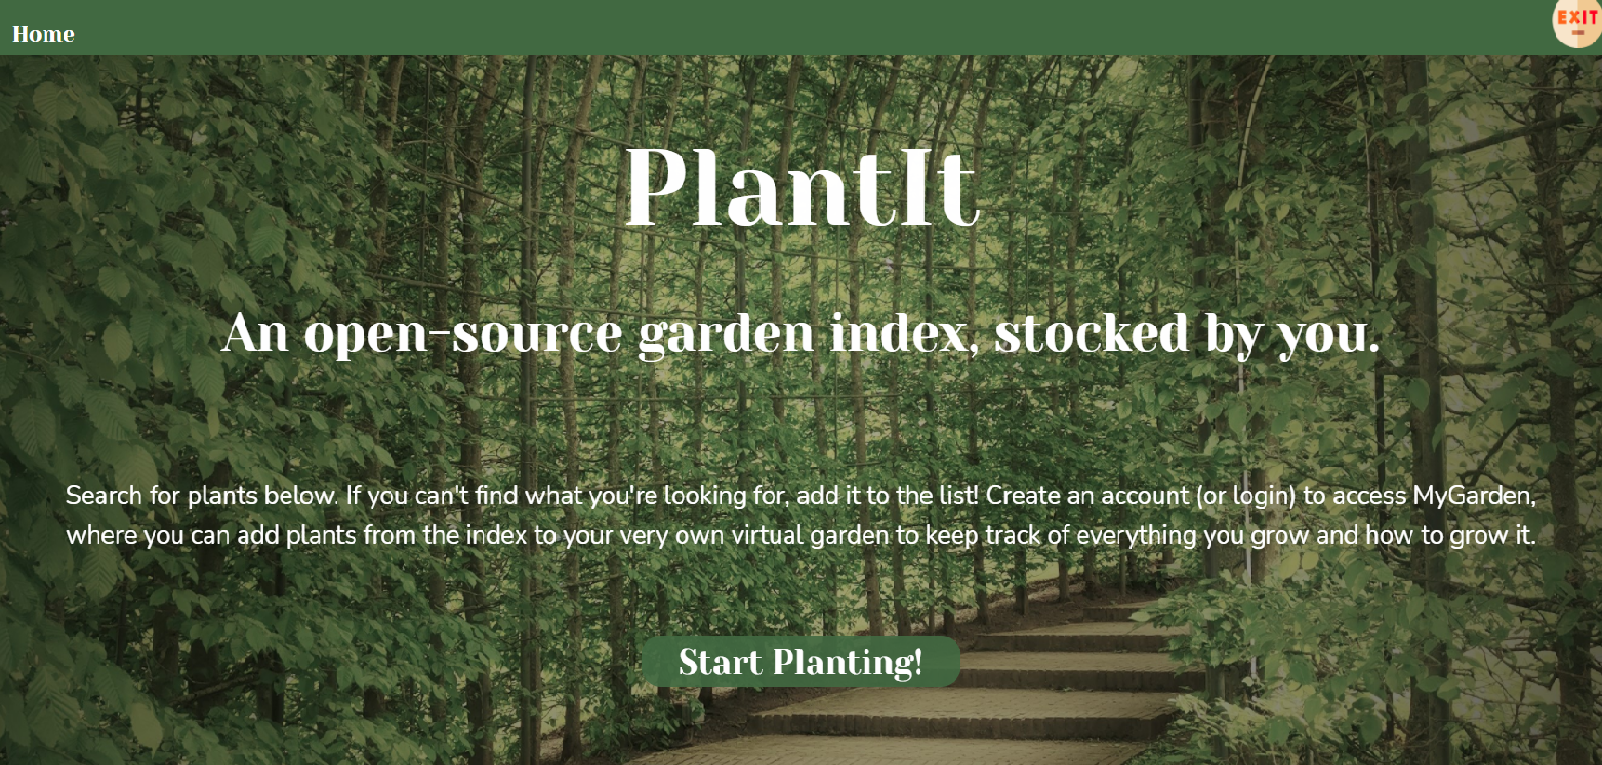 Home
EXIT
PlantIt
An open-source garden index, stocked by you.
Search for plants below. If you can't find what you're looking for, add it to the list! Create an account (or login) to access MyGarden,
where you can add plants from the index to your very own virtual garden to keep track of everything you grow and how to grow it.
Start Planting!